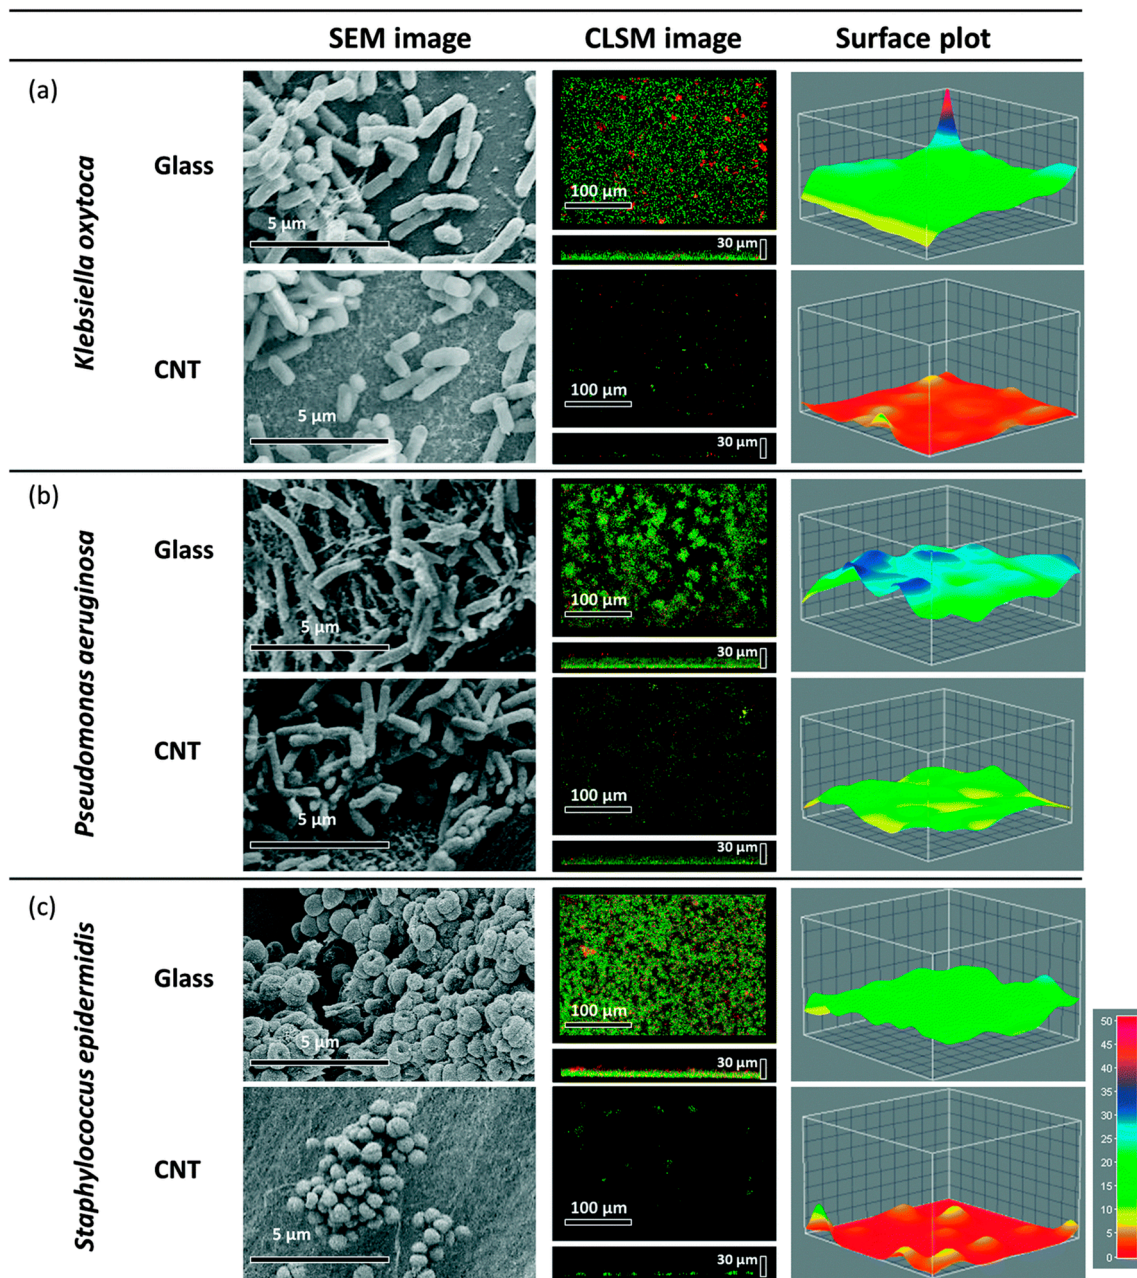 SEM image CLSM image Surface plot
(a)
Klebsiella oxytoca
Glass
5 μm
100 μm
30 μm
CNT
5 μm
100 μm
30 μm
(b)
Pseudomonas aeruginosa
Glass
5 μm
100 μm
30 μm
CNT
5 μm
100 μm
30 μm
(c)
Staphylococcus epidermidis
Glass
5 μm
100 μm
30 μm
CNT
5 μm
100 μm
30 μm
50
45
40
35
30
25
20
15
10
5
0